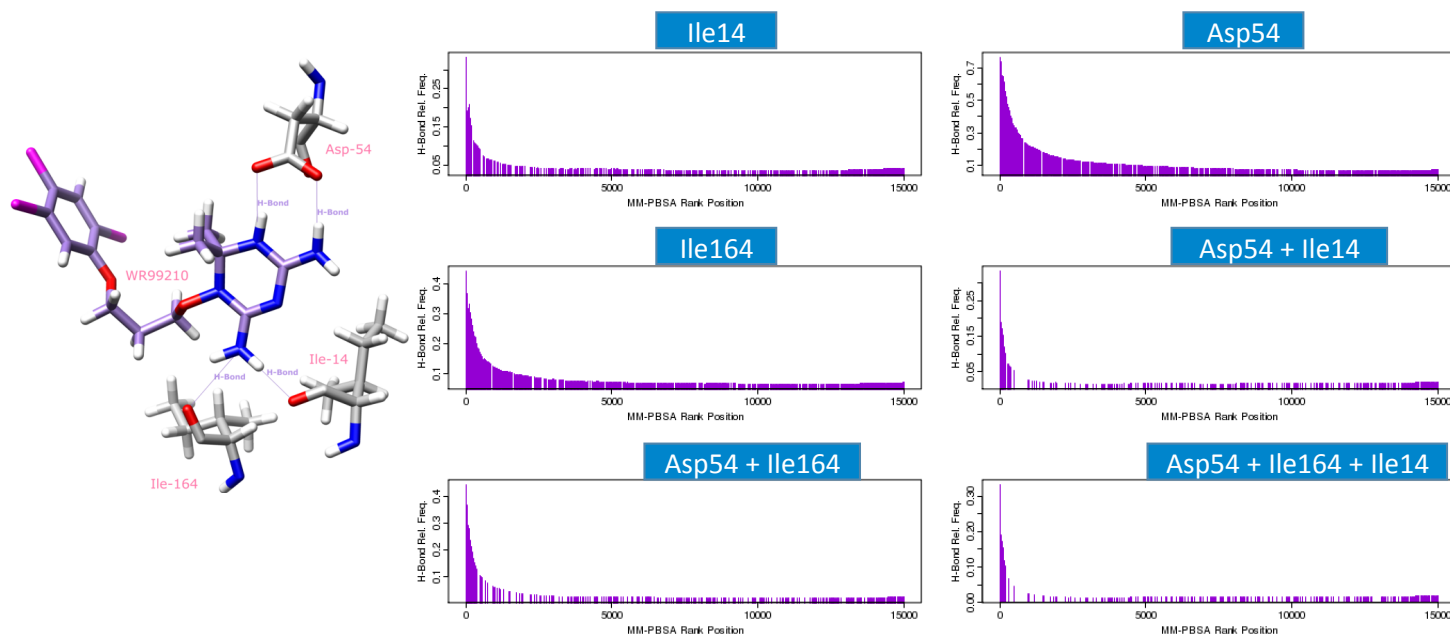 Asp-54
H-Bond
H-Bond
WR99210
Ile-14
H-Bond
H-Bond
Ile-164
Ile14
H-Bond Rel. Freq.
0.05
0.15
0.25
0
5000
10000
15000
MM-PBSA Rank Position
Asp54
H-Bond Rel. Freq.
0.1
0.3
0.5
0.7
0
5000
10000
15000
MM-PBSA Rank Position
Ile164
H-Bond Rel. Freq.
0.1
0.2
0.3
0.4
0
5000
10000
15000
MM-PBSA Rank Position
Asp54 + Ile14
H-Bond Rel. Freq.
0.05
0.15
0.25
0
5000
10000
15000
MM-PBSA Rank Position
Asp54 + Ile164
H-Bond Rel. Freq.
0.1
0.2
0.3
0.4
0
5000
10000
15000
MM-PBSA Rank Position
Asp54 + Ile164 + Ile14
H-Bond Rel. Freq.
0.00
0.10
0.20
0.30
0
5000
10000
15000
MM-PBSA Rank Position